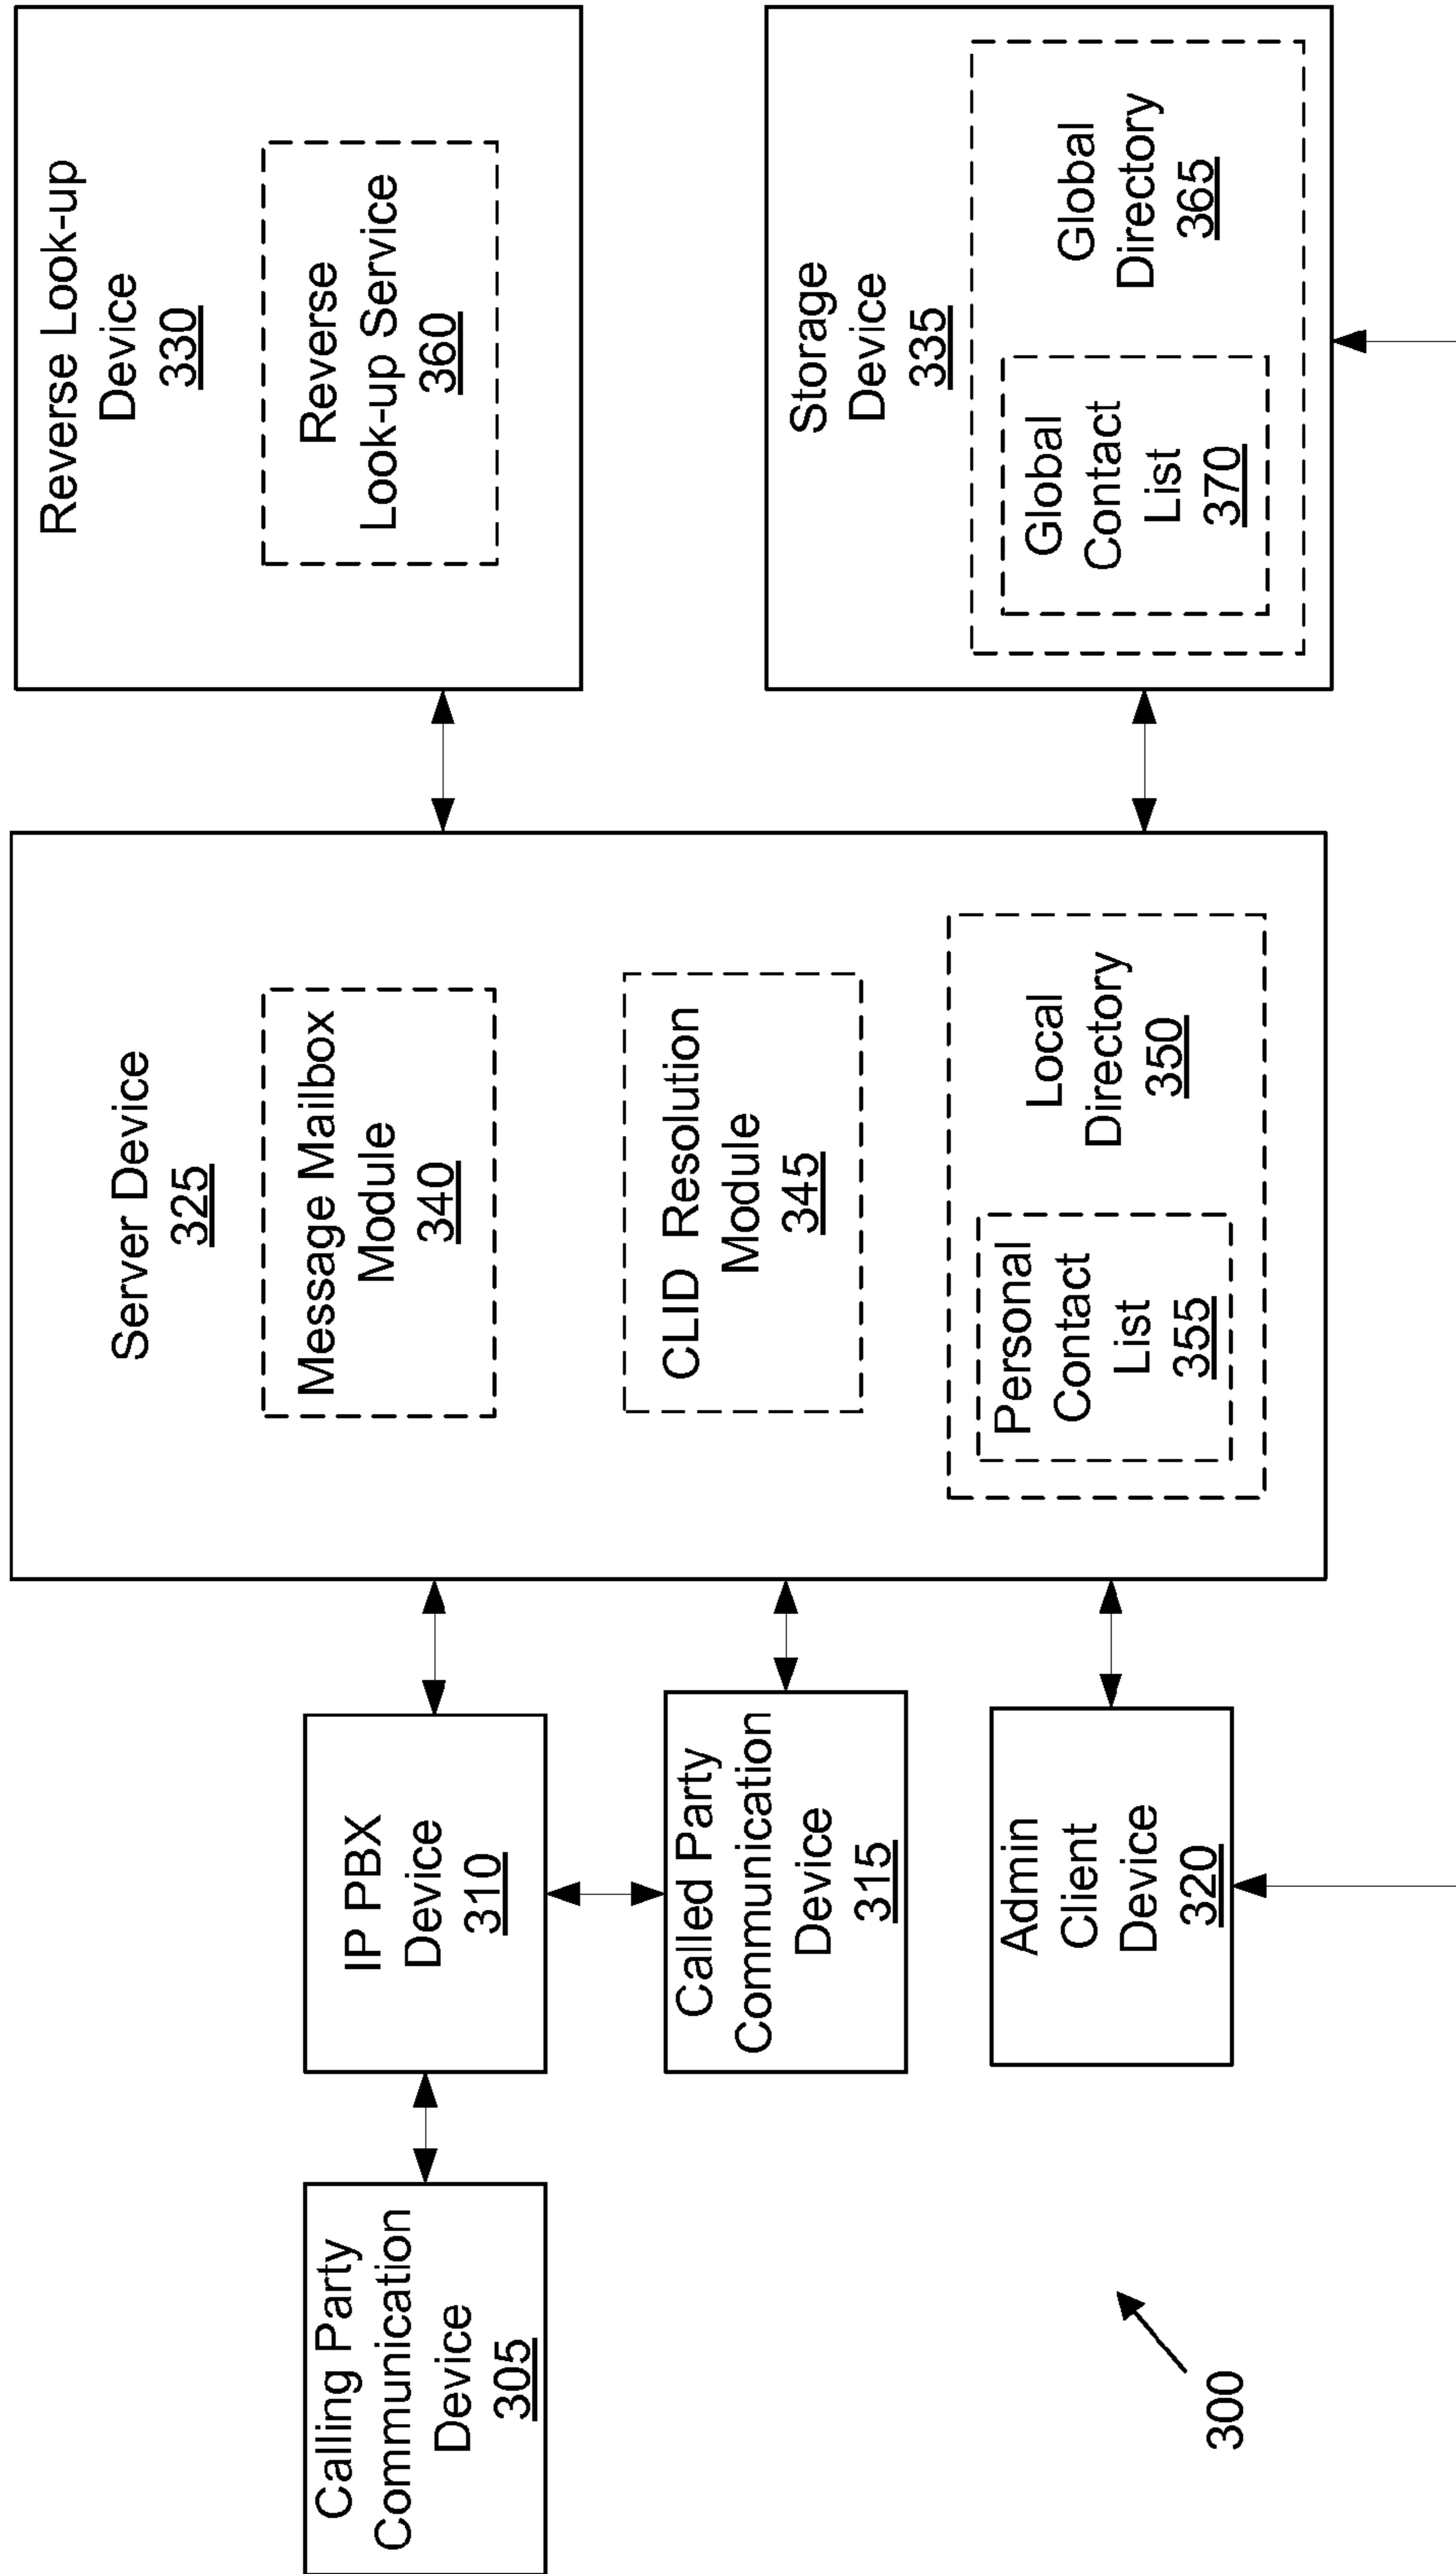 Calling Party
Communication
Device
305
IP PBX
Device
310
Called Party
Communication
Device
315
Admin
Client
Device
320
Server Device
325
Message Mailbox
Module
340
CLID Resolution
Module
345
Local
Directory
350
Personal
Contact
List
355
Reverse Look-up
Device
330
Reverse
Look-up Service
360
Storage
Device
335
Global
Directory
365
Global
Contact
List
370
300